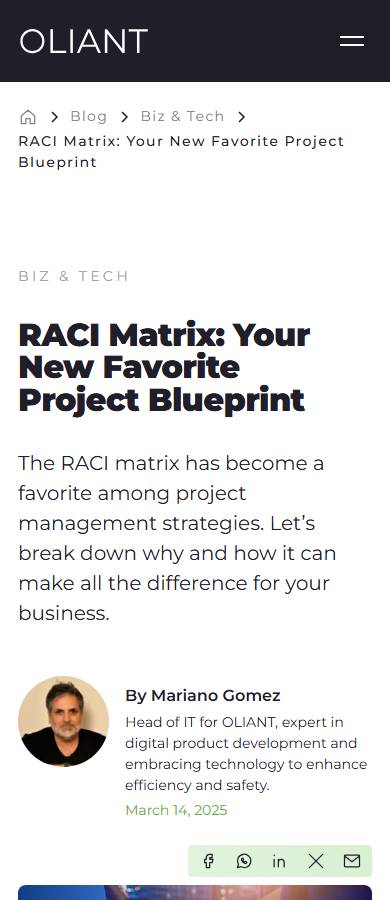 OLIANT
Blog
Biz & Tech
RACI Matrix: Your New Favorite Project
Blueprint
BIZ & TECH
RACI Matrix: Your
New Favorite
Project Blueprint
The RACI matrix has become a
favorite among project
management strategies. Let’s
break down why and how it can
make all the difference for your
business.
By Mariano Gomez
Head of IT for OLIANT, expert in
digital product development and
embracing technology to enhance
efficiency and safety.
March 14, 2025